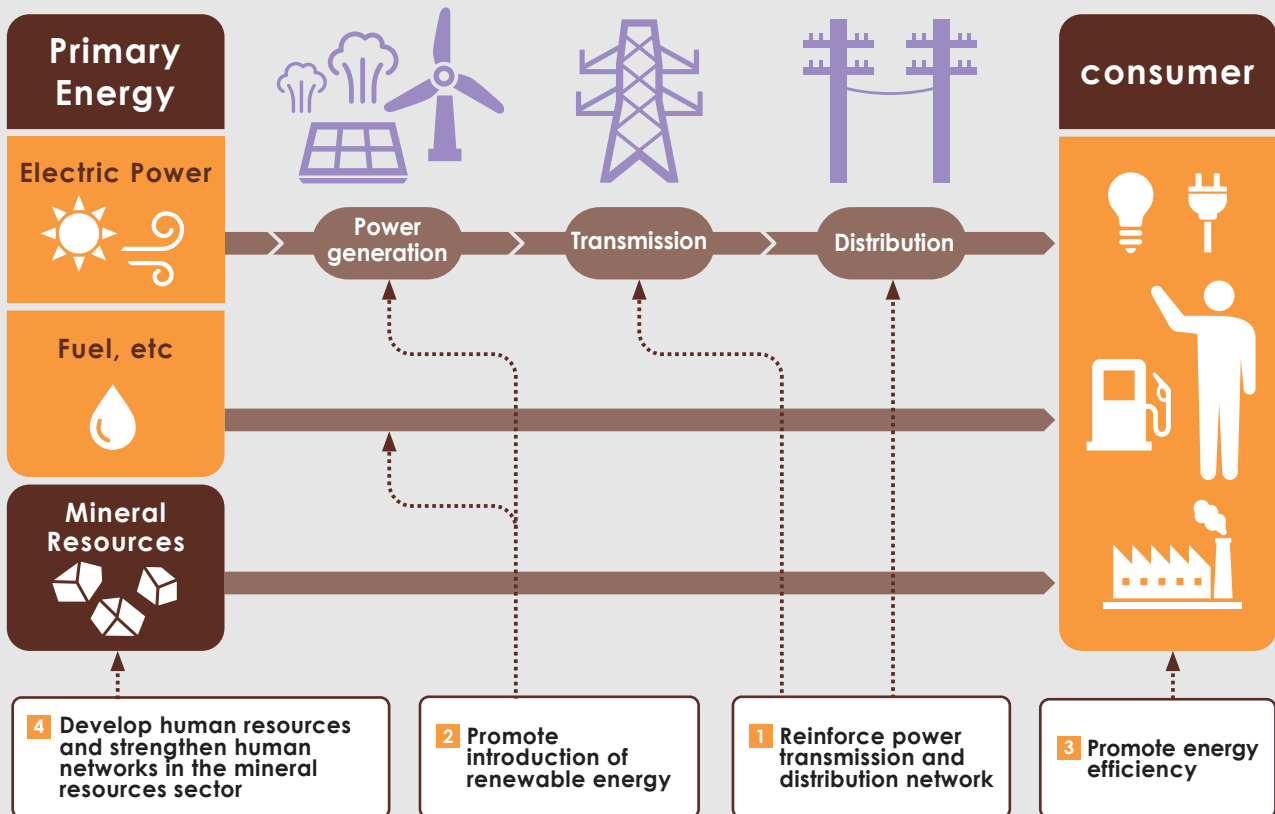 Primary
Energy
consumer
Electric Power
Power
generation
Transmission
Distribution
Fuel, etc
Mineral
Resources
4 Develop human resources
and strengthen human
networks in the mineral
resources sector
2 Promote
introduction of
renewable energy
1 Reinforce power
transmission and
distribution network
3 Promote energy
efficiency